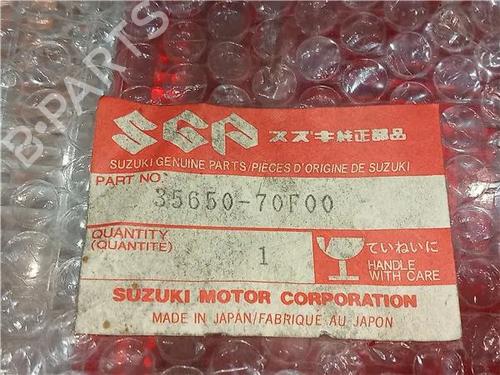 B-PARTS
SGP スズキ純正部品
SUZUKI GENUINE PARTS/PIÈCES D'ORIGINE DE SUZUKI
PART NO.
35650-70F00
QUANTITY
(QUANTITÉ)
1
ていねいに
HANDLE
WITH CARE
SUZUKI MOTOR CORPORATION
MADE IN JAPAN/FABRIQUÉ AU JAPON